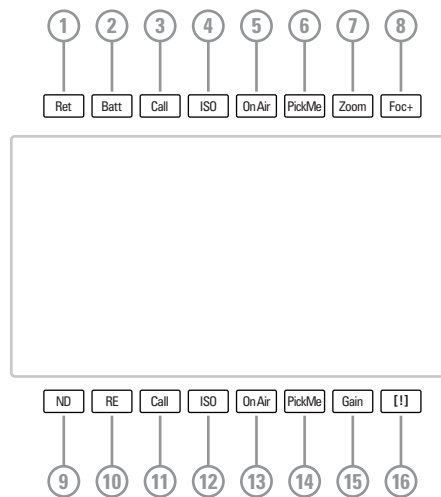 1 2 3 4 5 6 7 8
Ret Batt Call ISO On Air PickMe Zoom Foc+
ND RE Call ISO On Air PickMe Gain [!]
9 10 11 12 13 14 15 16